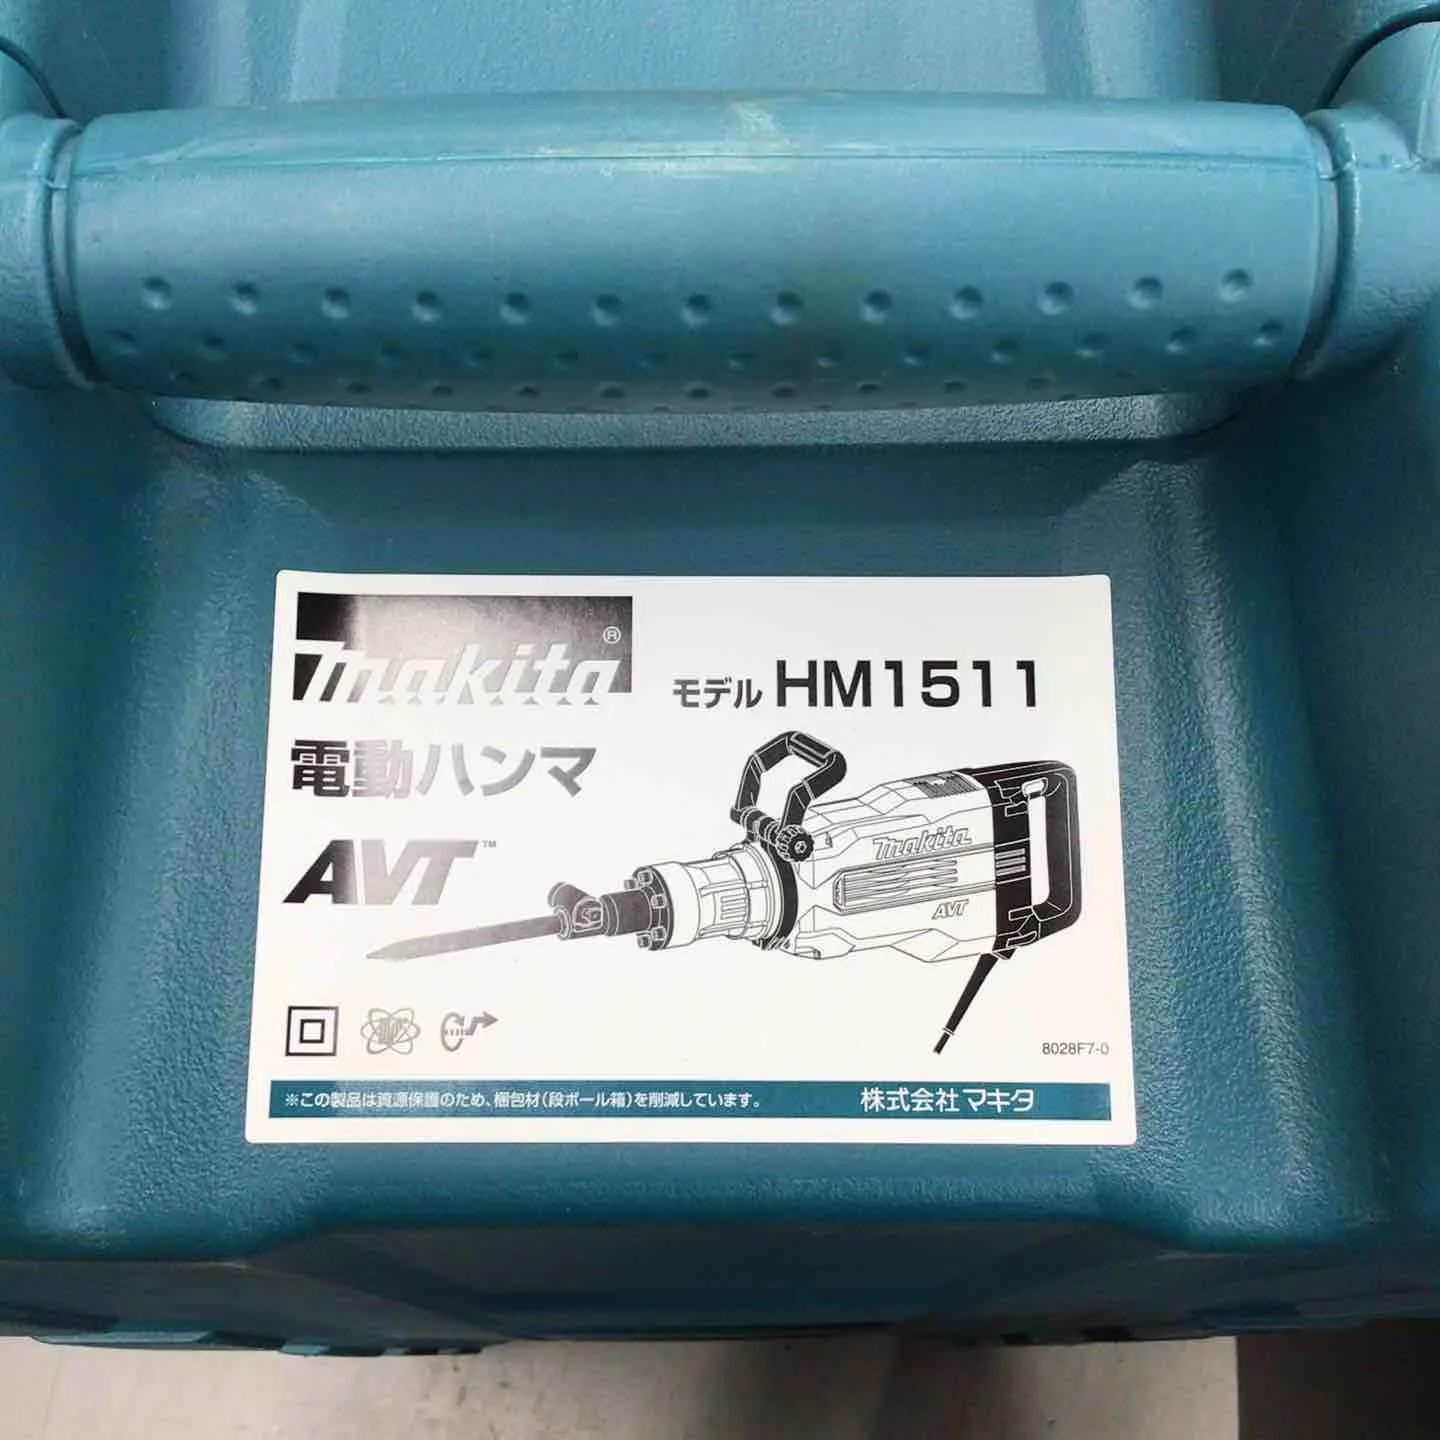 makita®
モデル HM1511
電動ハンマ
AVT™
makita
AVT
8028F7-0
※この製品は資源保護のため、梱包材(段ボール箱)を削減しています。
株式会社マキタ